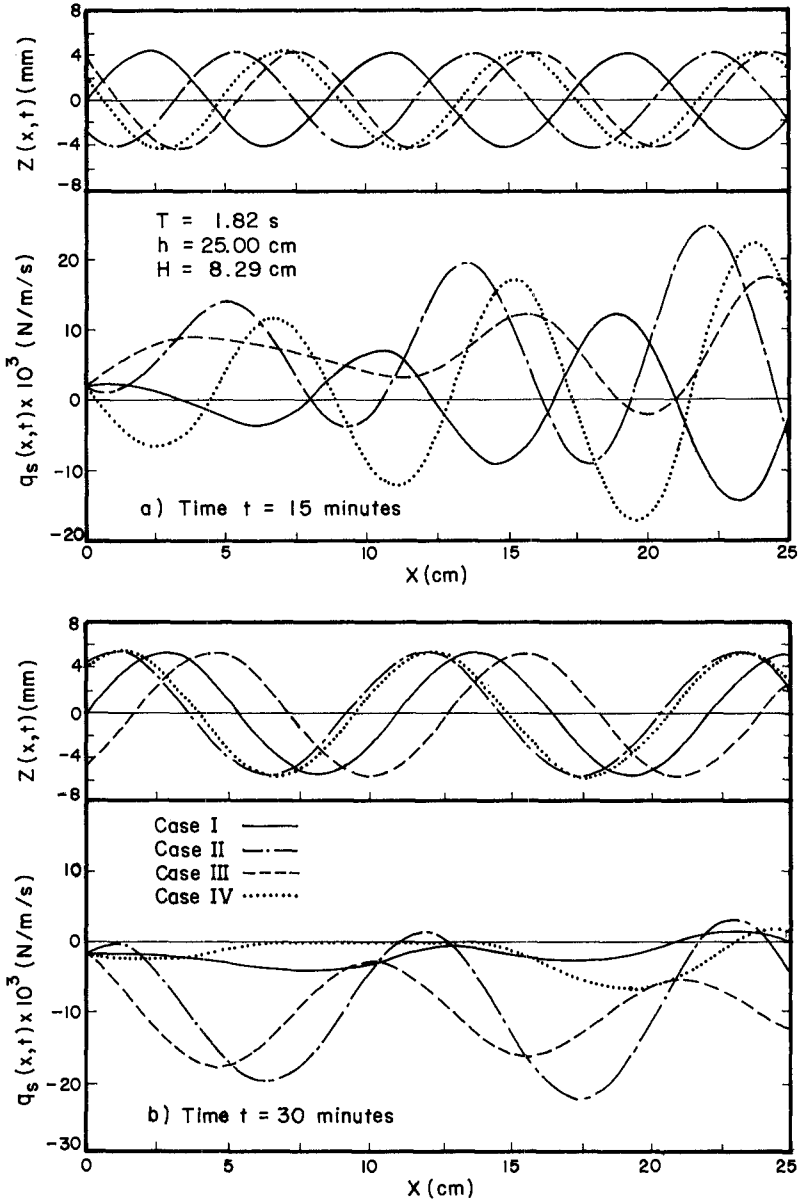 8
4
0
-4
-8
Z (x,t) (mm)
T = 1.82 s
h = 25.00 cm
H = 8.29 cm
20
10
0
-10
-20
q_s (x,t) x 10^3 (N/m/s)
a) Time t = 15 minutes
0 5 10 15 20 25
X (cm)
8
4
0
-4
-8
Z (x,t) (mm)
Case I
Case II
Case III
Case IV
10
0
-10
-20
-30
q_s (x,t) x 10^3 (N/m/s)
b) Time t = 30 minutes
0 5 10 15 20 25
X (cm)